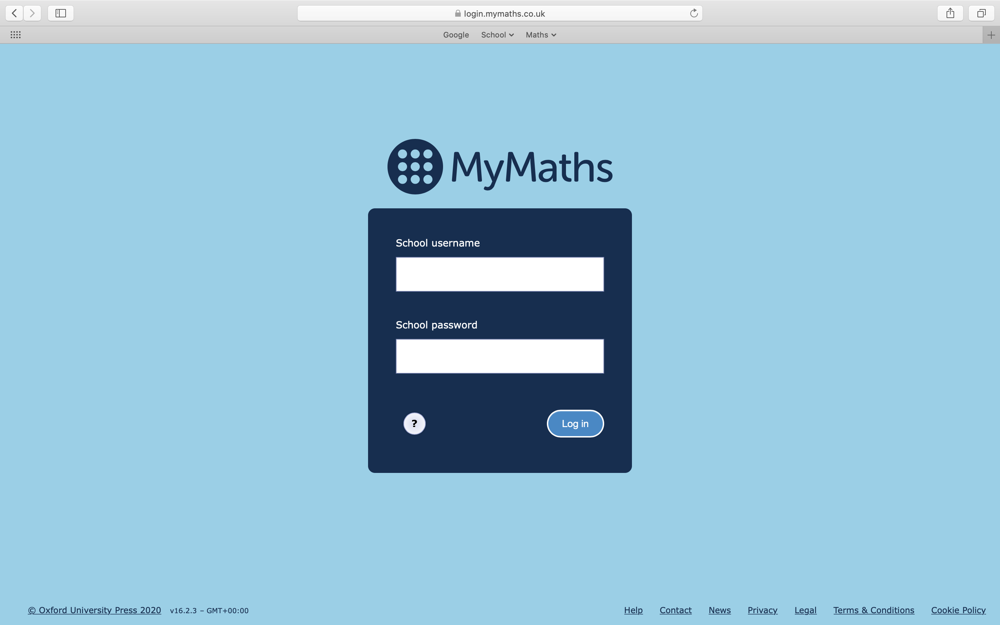 login.mymaths.co.uk
Google School Maths
MyMaths
School username
School password
? Log in
© Oxford University Press 2020 v16.2.3 – GMT+00:00 Help Contact News Privacy Legal Terms & Conditions Cookie Policy